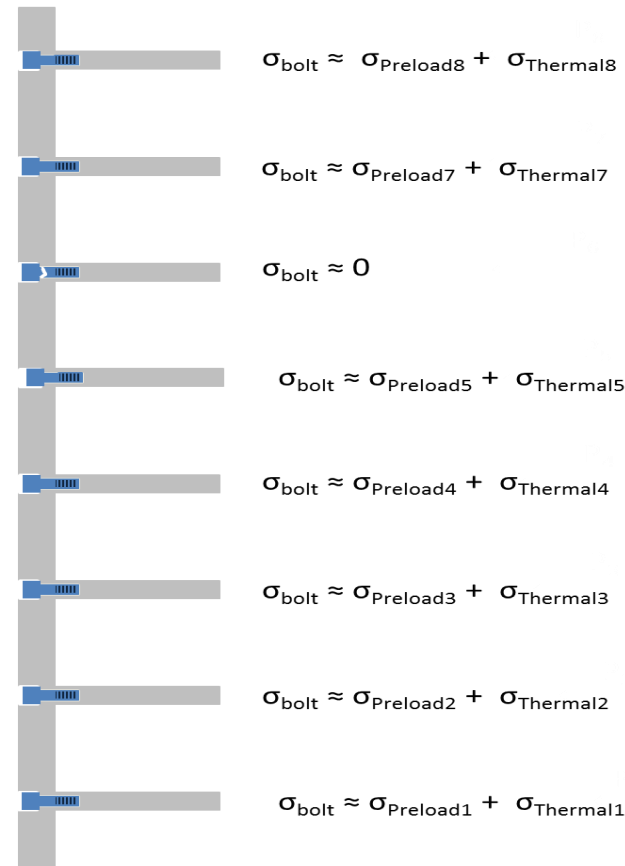 σbolt ≈ σPreload8 + σThermal8
σbolt ≈ σPreload7 + σThermal7
σbolt ≈ 0
σbolt ≈ σPreload5 + σThermal5
σbolt ≈ σPreload4 + σThermal4
σbolt ≈ σPreload3 + σThermal3
σbolt ≈ σPreload2 + σThermal2
σbolt ≈ σPreload1 + σThermal1